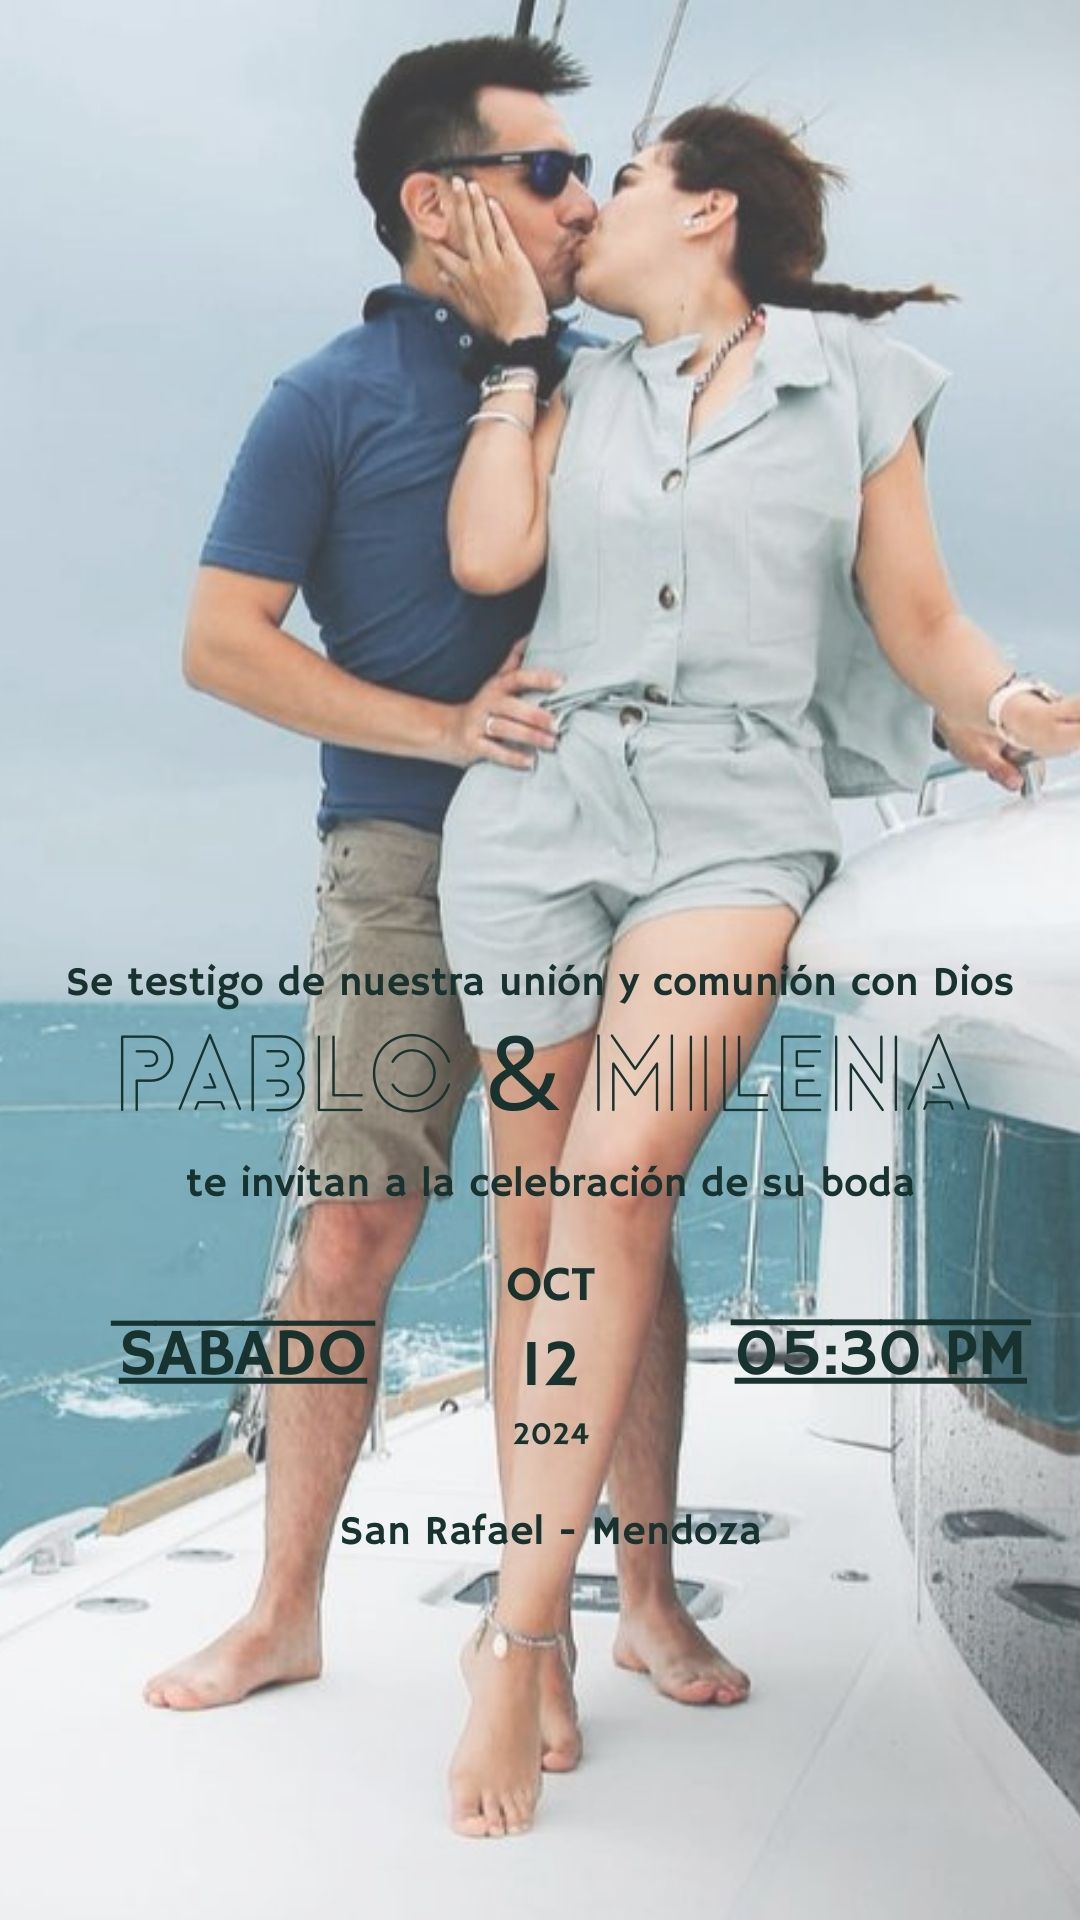 Se testigo de nuestra unión y comunión con Dios
PABLO & MILENA
te invitan a la celebración de su boda
OCT
SABADO 12 05:30 PM
2024
San Rafael - Mendoza